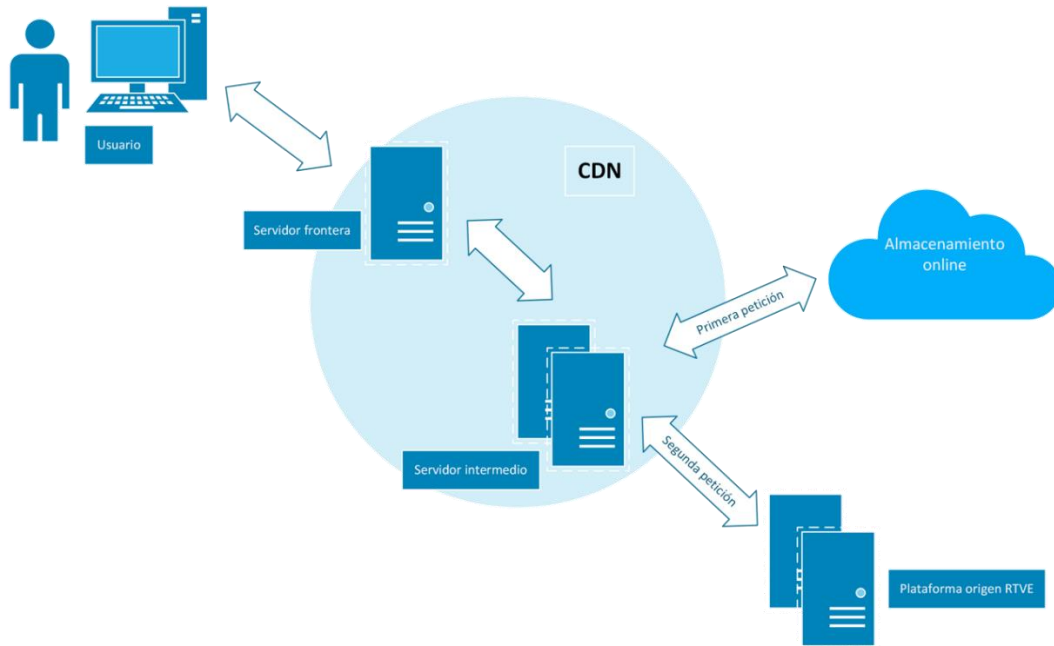 Usuario
CDN
Servidor frontera
Almacenamiento
online
Primera petición
Servidor intermedio
Segunda petición
Plataforma origen RTVE